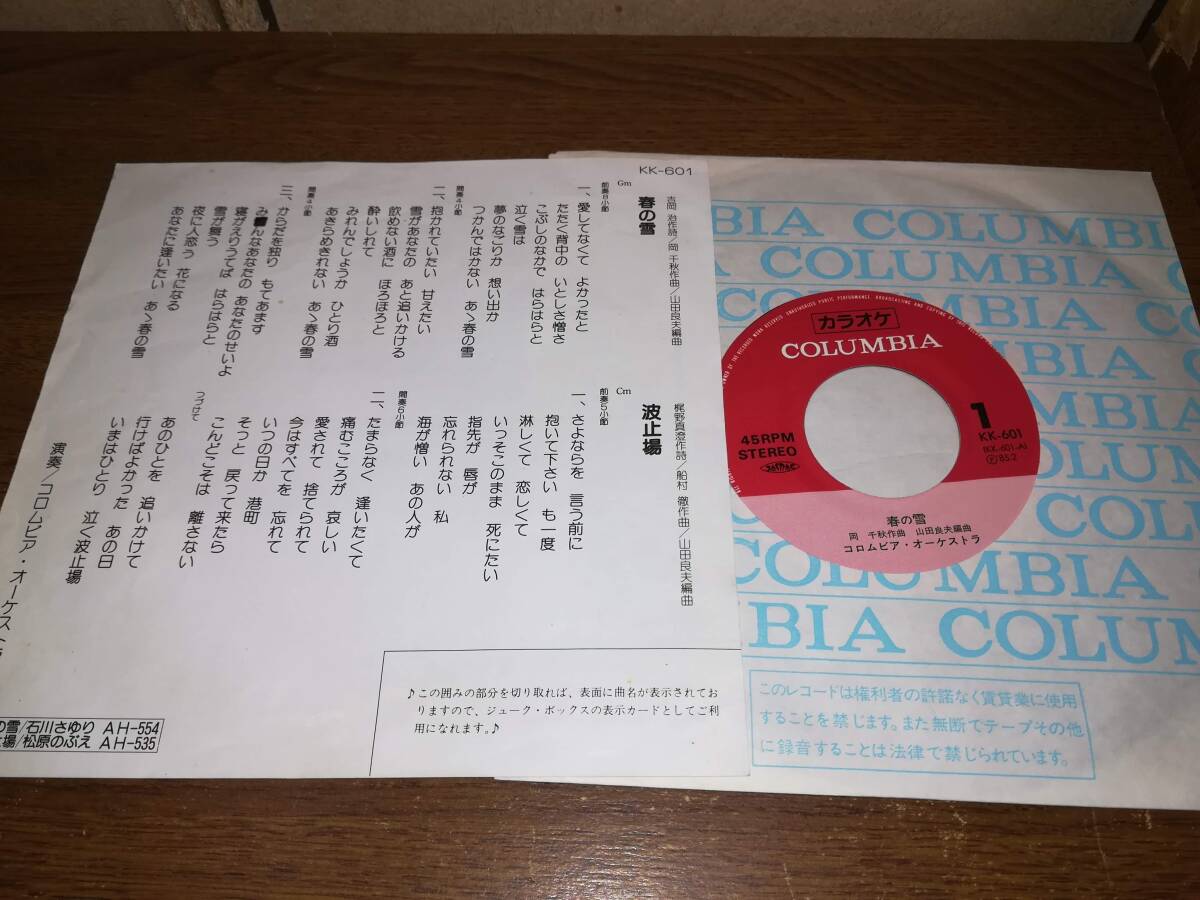 KK-601
Gm
春の雪
吉岡 治作詩/岡 千秋作曲/山田良夫編曲
前奏8小節
一、愛してなくて よかったと
たたく背中の いとしさ憎さ
こぶしのなかで はらはらと
泣く雪は
夢のなごりか 想い出か
つかんではかない あゝ春の雪
間奏4小節
二、抱かれていたい 甘えたい
雪があなたの あと追いかける
飲めない酒に ほろほろと
酔いしれて
みれんでしょうか ひとり酒
あきらめきれない あゝ春の雪
間奏4小節
三、からだを独り もてあます
みんなあなたの あなたのせいよ
寝がえりうてば はらはらと
雪が舞う
夜に人恋う 花になる
あなたに逢いたい あゝ春の雪
Cm
波止場
梶野真澄作詩/船村 徹作曲/山田良夫編曲
前奏5小節
一、さよならを 言う前に
抱いて下さい も一度
淋しくて 恋しくて
いっそこのまま 死にたい
指先が 唇が
忘れられない 私
海が憎い あの人が
間奏6小節
二、たまらなく 逢いたくて
痛むこころが 哀しい
愛されて 捨てられて
今はすべてを 忘れて
いつの日か 港町
そっと 戻って来たら
こんどこそは 離さない
つづけて
あのひとを 追いかけて
行けばよかった あの日
いまはひとり 泣く波止場
演奏/コロムビア・オーケスト
の雪/石川さゆり AH-554
場/松原のぶえ AH-535
♪この囲みの部分を切り取れば、表面に曲名が表示されてお
りますので、ジューク・ボックスの表示カードとしてご利
用になれます。♪
カラオケ
COLUMBIA
45RPM
STEREO
1
KK-601
(KK-601-A)
Ⓟ85.2
春の雪
岡 千秋作曲 山田良夫編曲
コロムビア・オーケストラ
BIA COLUMBIA
COLUMBIA
COLUMBIA
BIA COLUM
このレコードは権利者の許諾なく賃貸業に使用
することを禁じます。また無断でテープその他
に録音することは法律で禁じられています。